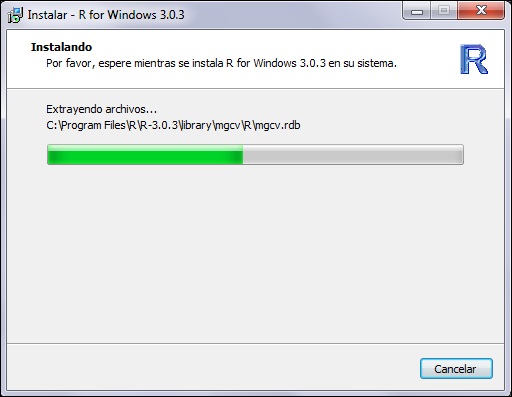 Instalar - R for Windows 3.0.3
Instalando
Por favor, espere mientras se instala R for Windows 3.0.3 en su sistema.
R
Extrayendo archivos...
C:\Program Files\R\R-3.0.3\library\mgcv\R\mgcv.rdb
Cancelar